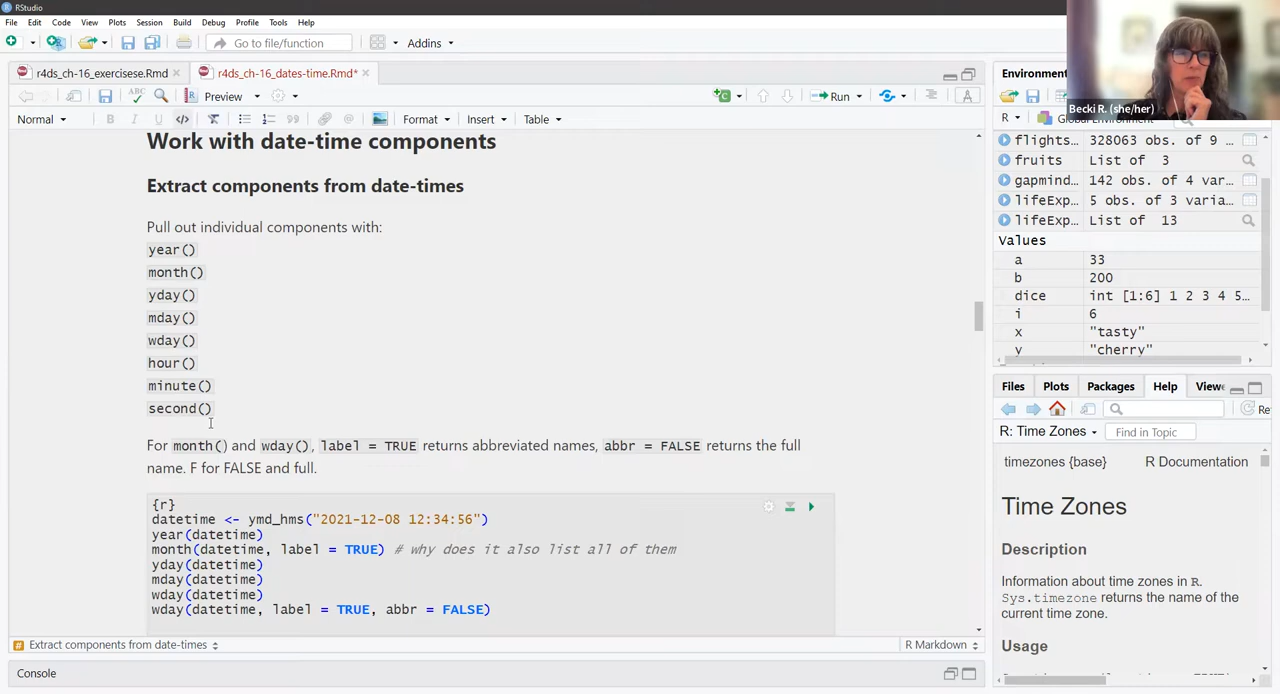 RStudio
File Edit Code View Plots Session Build Debug Profile Tools Help
Go to file/function Addins
r4ds_ch-16_exercisese.Rmd r4ds_ch-16_dates-time.Rmd*
Preview Run
Normal Format Insert Table
Work with date-time components
Extract components from date-times
Pull out individual components with:
year()
month()
yday()
mday()
wday()
hour()
minute()
second()
For month() and wday(), label = TRUE returns abbreviated names, abbr = FALSE returns the full
name. F for FALSE and full.
{r}
datetime <- ymd_hms("2021-12-08 12:34:56")
year(datetime)
month(datetime, label = TRUE) # why does it also list all of them
yday(datetime)
mday(datetime)
wday(datetime)
wday(datetime, label = TRUE, abbr = FALSE)
Extract components from date-times R Markdown
Console
Becki R. (she/her)
Environ
R Global Environment
flights… 328063 obs. of 9 …
fruits List of 3
gapmind… 142 obs. of 4 var…
lifeExp… 5 obs. of 3 varia…
lifeExp… List of 13
Values
a 33
b 200
dice int [1:6] 1 2 3 4 5…
i 6
x "tasty"
y "cherry"
Files Plots Packages Help View
Re
R: Time Zones Find in Topic
timezones {base} R Documentation
Time Zones
Description
Information about time zones in R.
Sys.timezone returns the name of the
current time zone.
Usage